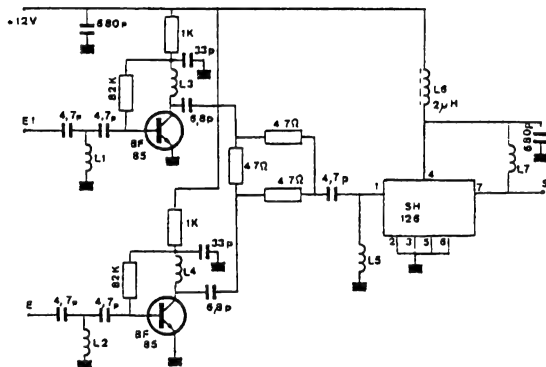 +12V
680p
1K
33p
82K
L3
6,8p
4,7p
4,7p
E1
BF
85
L1
47Ω
47Ω
47Ω
4,7p
L6
2µH
680p
L7
S
1
4
7
SH
126
2 3 5 6
L5
1K
33p
82K
L4
6,8p
4,7p
4,7p
E
BF
85
L2